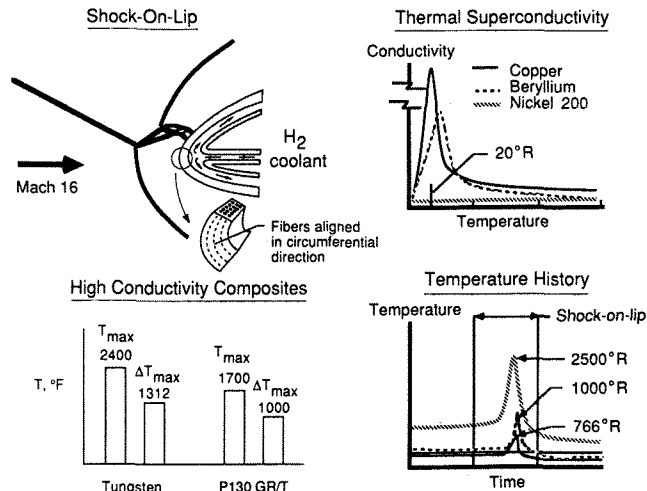 Shock-On-Lip
H2
coolant
Mach 16
Fibers aligned
in circumferential
direction
Thermal Superconductivity
Conductivity
Copper
Beryllium
Nickel 200
20°R
Temperature
High Conductivity Composites
T, °F
Tmax
2400
ΔTmax
1312
Tmax
1700
ΔTmax
1000
Tungsten
P130 GR/T
Temperature History
Temperature
Shock-on-lip
2500°R
1000°R
766°R
Time